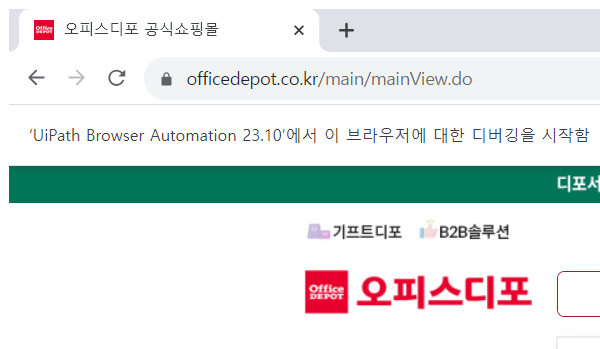 오피스디포 공식쇼핑몰
officedepot.co.kr/main/mainView.do
'UiPath Browser Automation 23.10'에서 이 브라우저에 대한 디버깅을 시작함
디포서
기프트디포 B2B솔루션
Office DEPOT 오피스디포